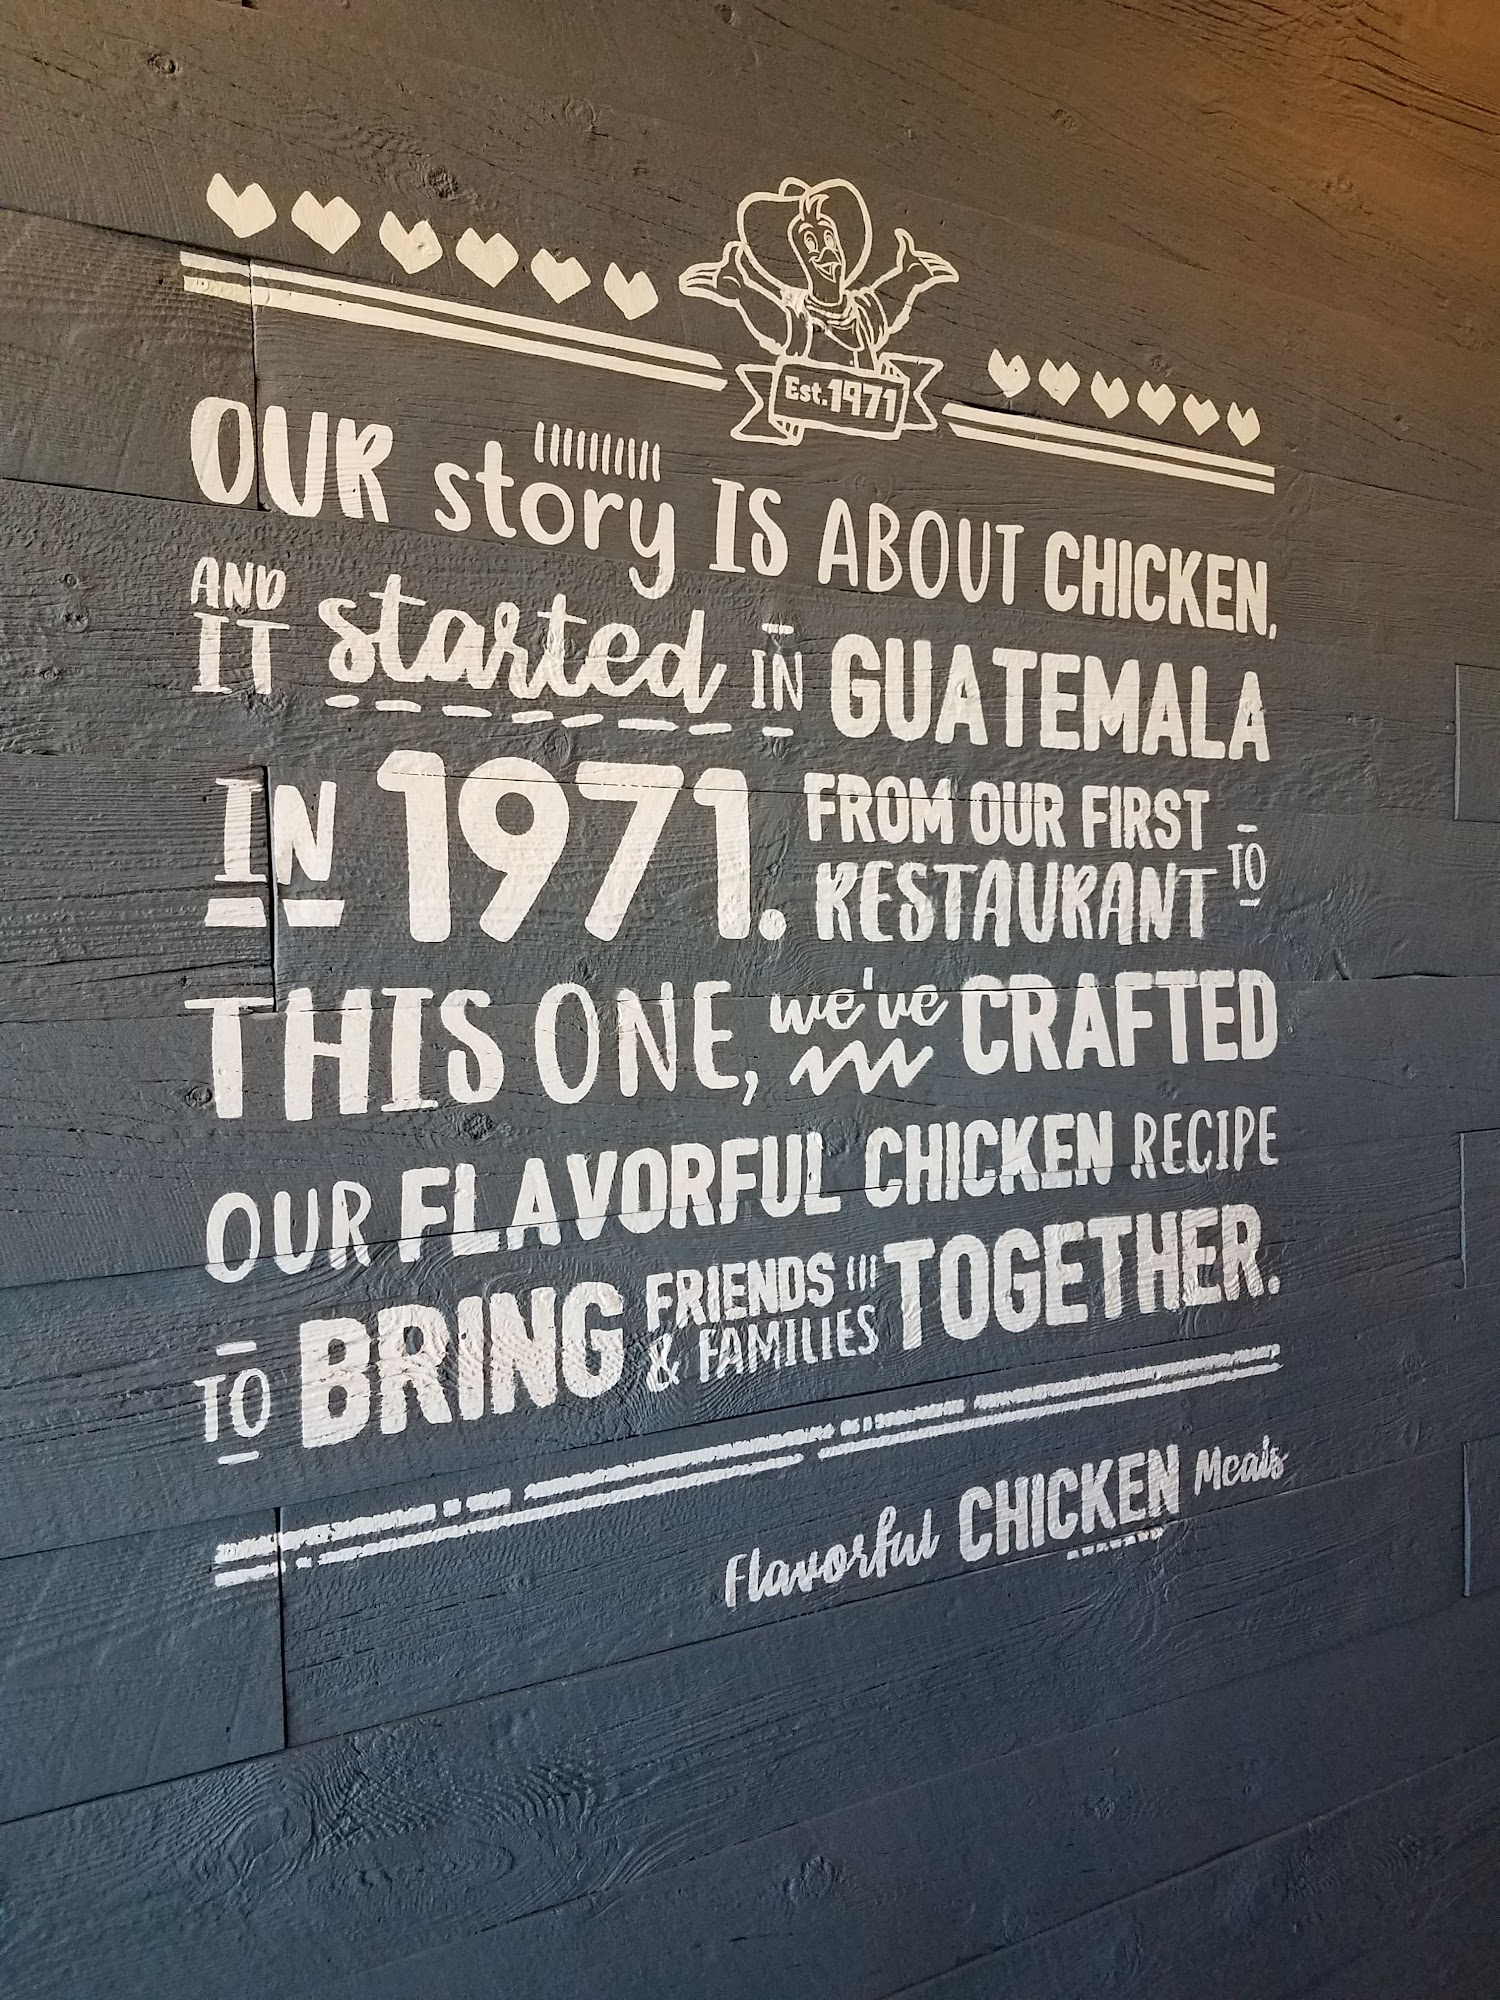 Est.1971
OUR story IS ABOUT CHICKEN,
AND IT started IN GUATEMALA
IN 1971. FROM OUR FIRST RESTAURANT TO
THIS ONE, we've CRAFTED
OUR FLAVORFUL CHICKEN RECIPE
TO BRING FRIENDS & FAMILIES TOGETHER.
Flavorful CHICKEN Meals